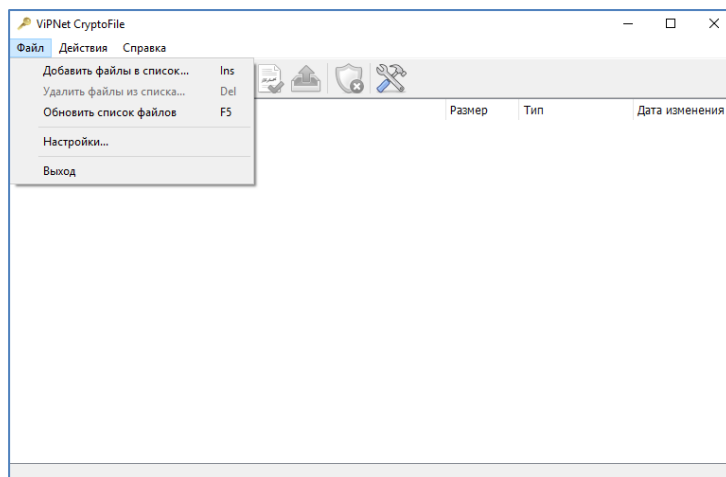 ViPNet CryptoFile
Файл Действия Справка
Добавить файлы в список... Ins
Удалить файлы из списка... Del
Обновить список файлов F5
Настройки...
Выход
Размер Тип Дата изменения